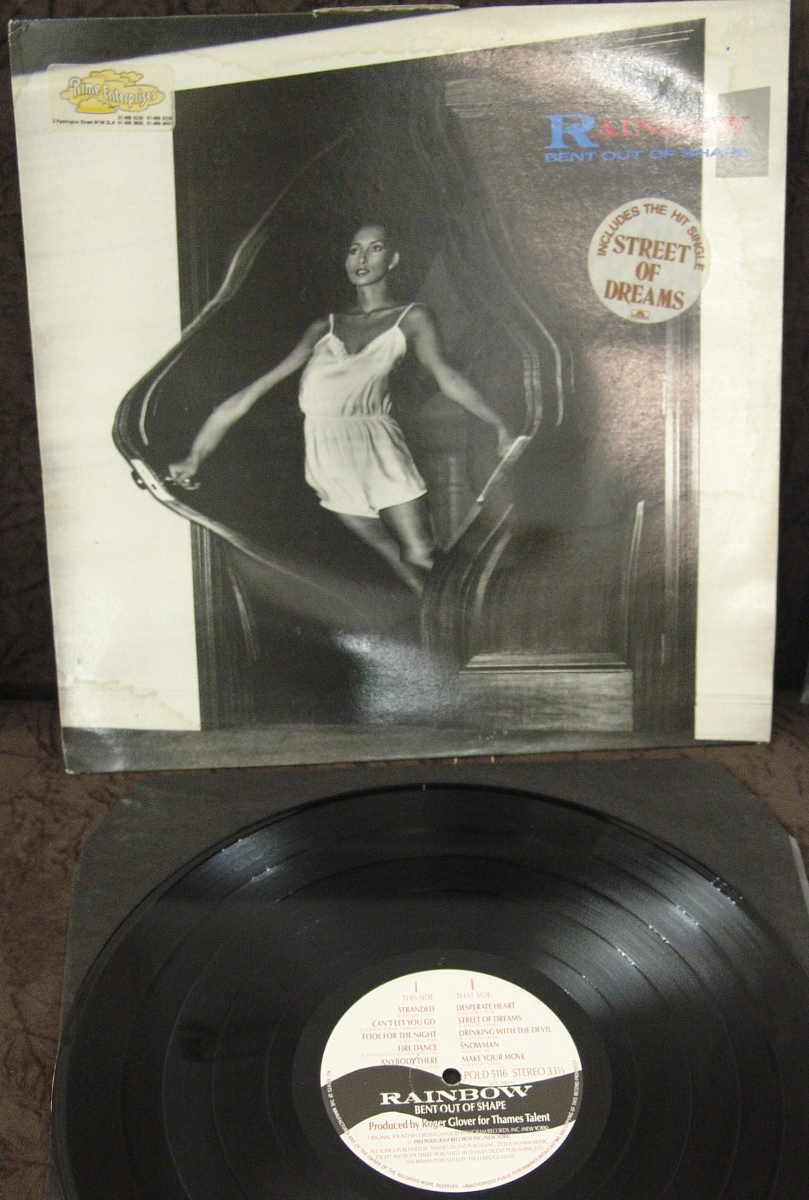 Rime Enterprises
RAINBOW
BENT OUT OF SHAPE
INCLUDES THE HIT SINGLE
STREET
OF
DREAMS
THIS SIDE
STRANDED
CAN'T LET YOU GO
FOOL FOR THE NIGHT
FIRE DANCE
ANYBODY THERE
THAT SIDE
DESPERATE HEART
STREET OF DREAMS
DRINKING WITH THE DEVIL
SNOWMAN
MAKE YOUR MOVE
POLD 5116 STEREO 33⅓
RAINBOW
BENT OUT OF SHAPE
Produced by Roger Glover for Thames Talent